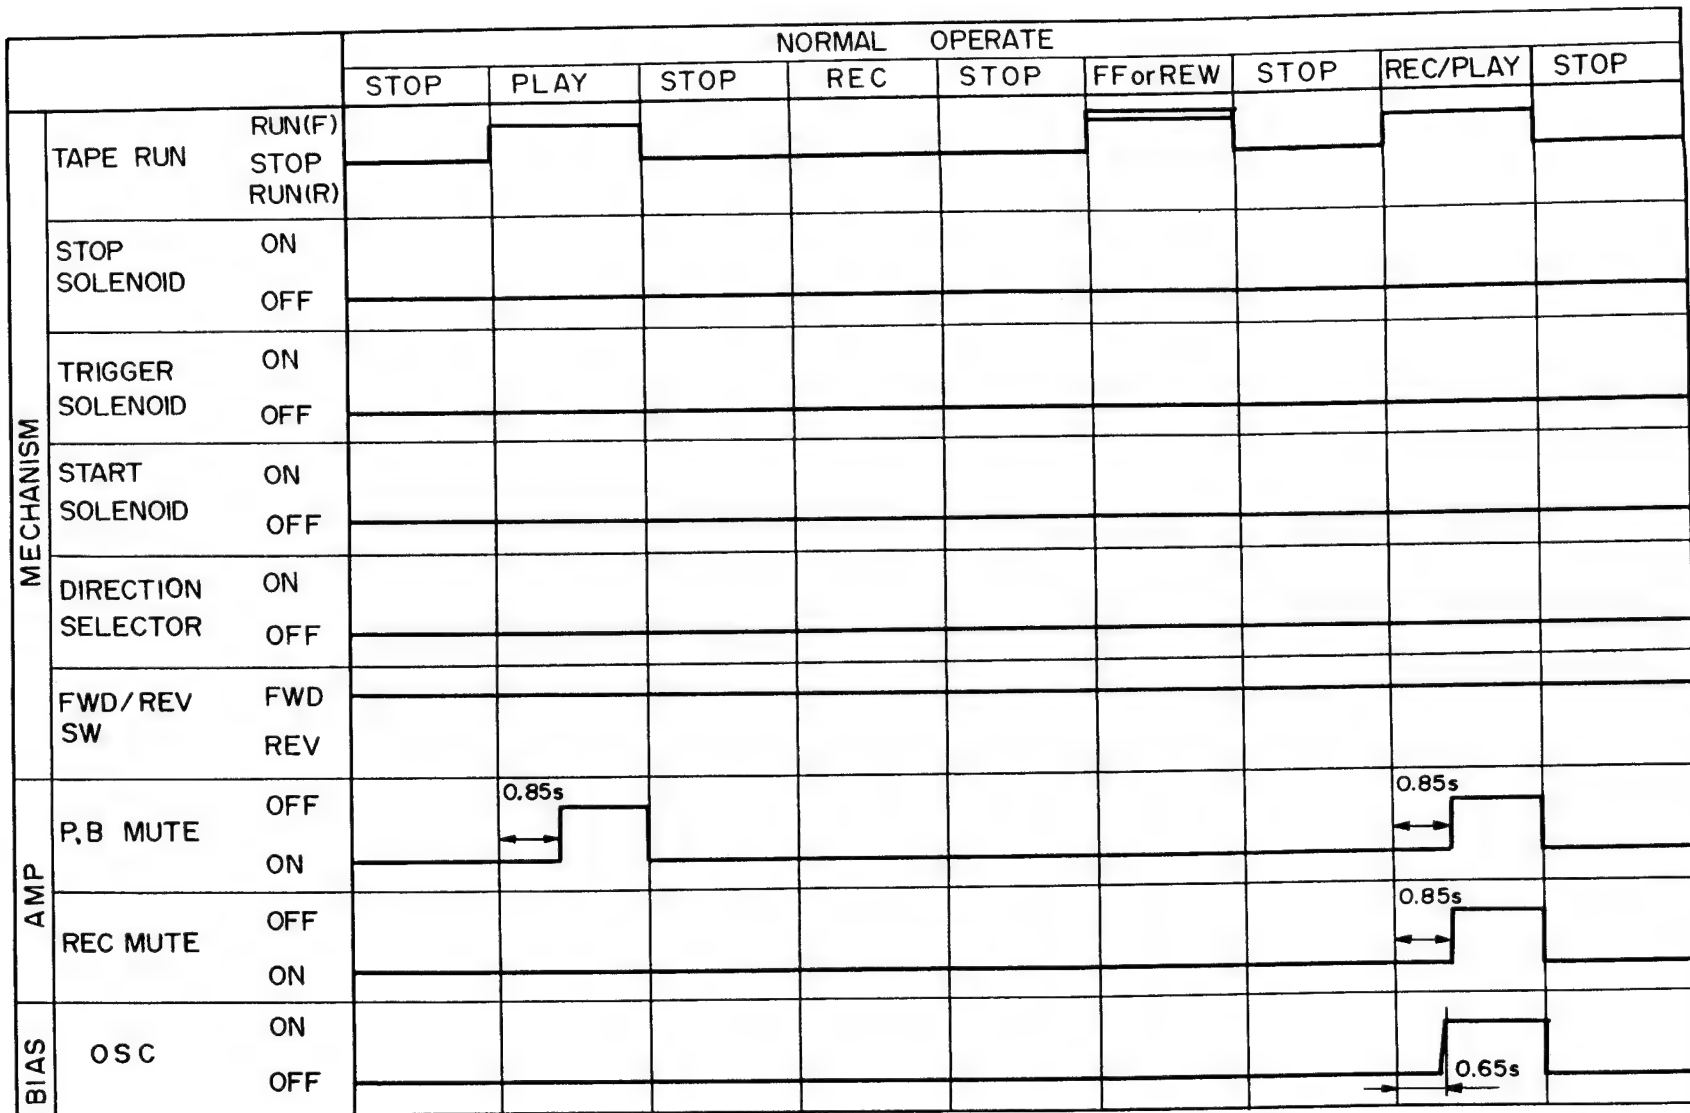 NORMAL OPERATE
STOP PLAY STOP REC STOP FForREW STOP REC/PLAY STOP
MECHANISM
TAPE RUN
RUN(F)
STOP
RUN(R)
STOP
SOLENOID
ON
OFF
TRIGGER
SOLENOID
ON
OFF
START
SOLENOID
ON
OFF
DIRECTION
SELECTOR
ON
OFF
FWD/REV
SW
FWD
REV
AMP
P,B MUTE
OFF
ON
0.85s
0.85s
REC MUTE
OFF
ON
0.85s
BIAS
OSC
ON
OFF
0.65s